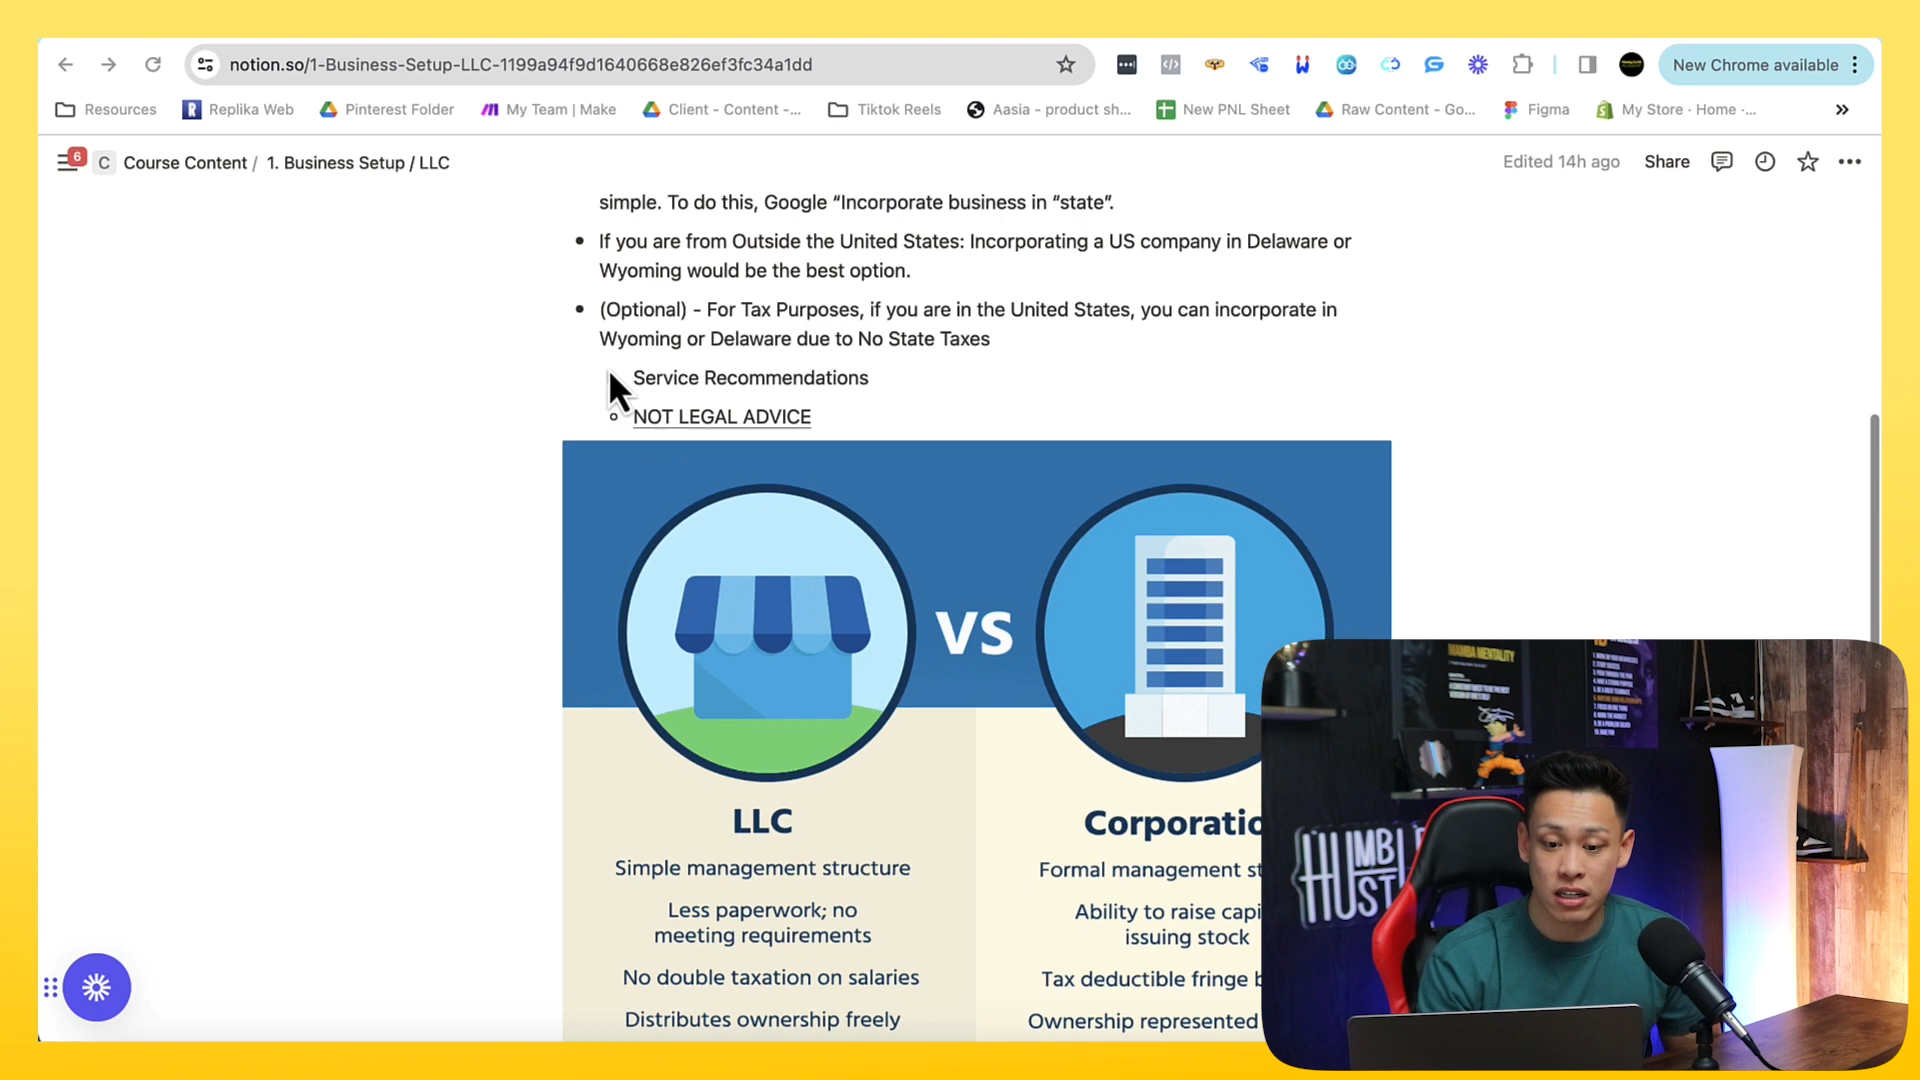 notion.so/1-Business-Setup-LLC-1199a94f9d1640668e826ef3fc34a1dd
New Chrome available
Resources
Replika Web
Pinterest Folder
My Team | Make
Client - Content -...
Tiktok Reels
Aasia - product sh...
New PNL Sheet
Raw Content - Go...
Figma
My Store · Home ·...
»
6
C
Course Content / 1. Business Setup / LLC
Edited 14h ago
Share
simple. To do this, Google “Incorporate business in “state”.
• If you are from Outside the United States: Incorporating a US company in Delaware or
Wyoming would be the best option.
• (Optional) - For Tax Purposes, if you are in the United States, you can incorporate in
Wyoming or Delaware due to No State Taxes
Service Recommendations
NOT LEGAL ADVICE
VS
LLC
Simple management structure
Less paperwork; no
meeting requirements
No double taxation on salaries
Distributes ownership freely
Corporatio
Formal management st
Ability to raise capi
issuing stock
Tax deductible fringe b
Ownership represented
MAMBA MENTALITY
HUMBLE
HUST